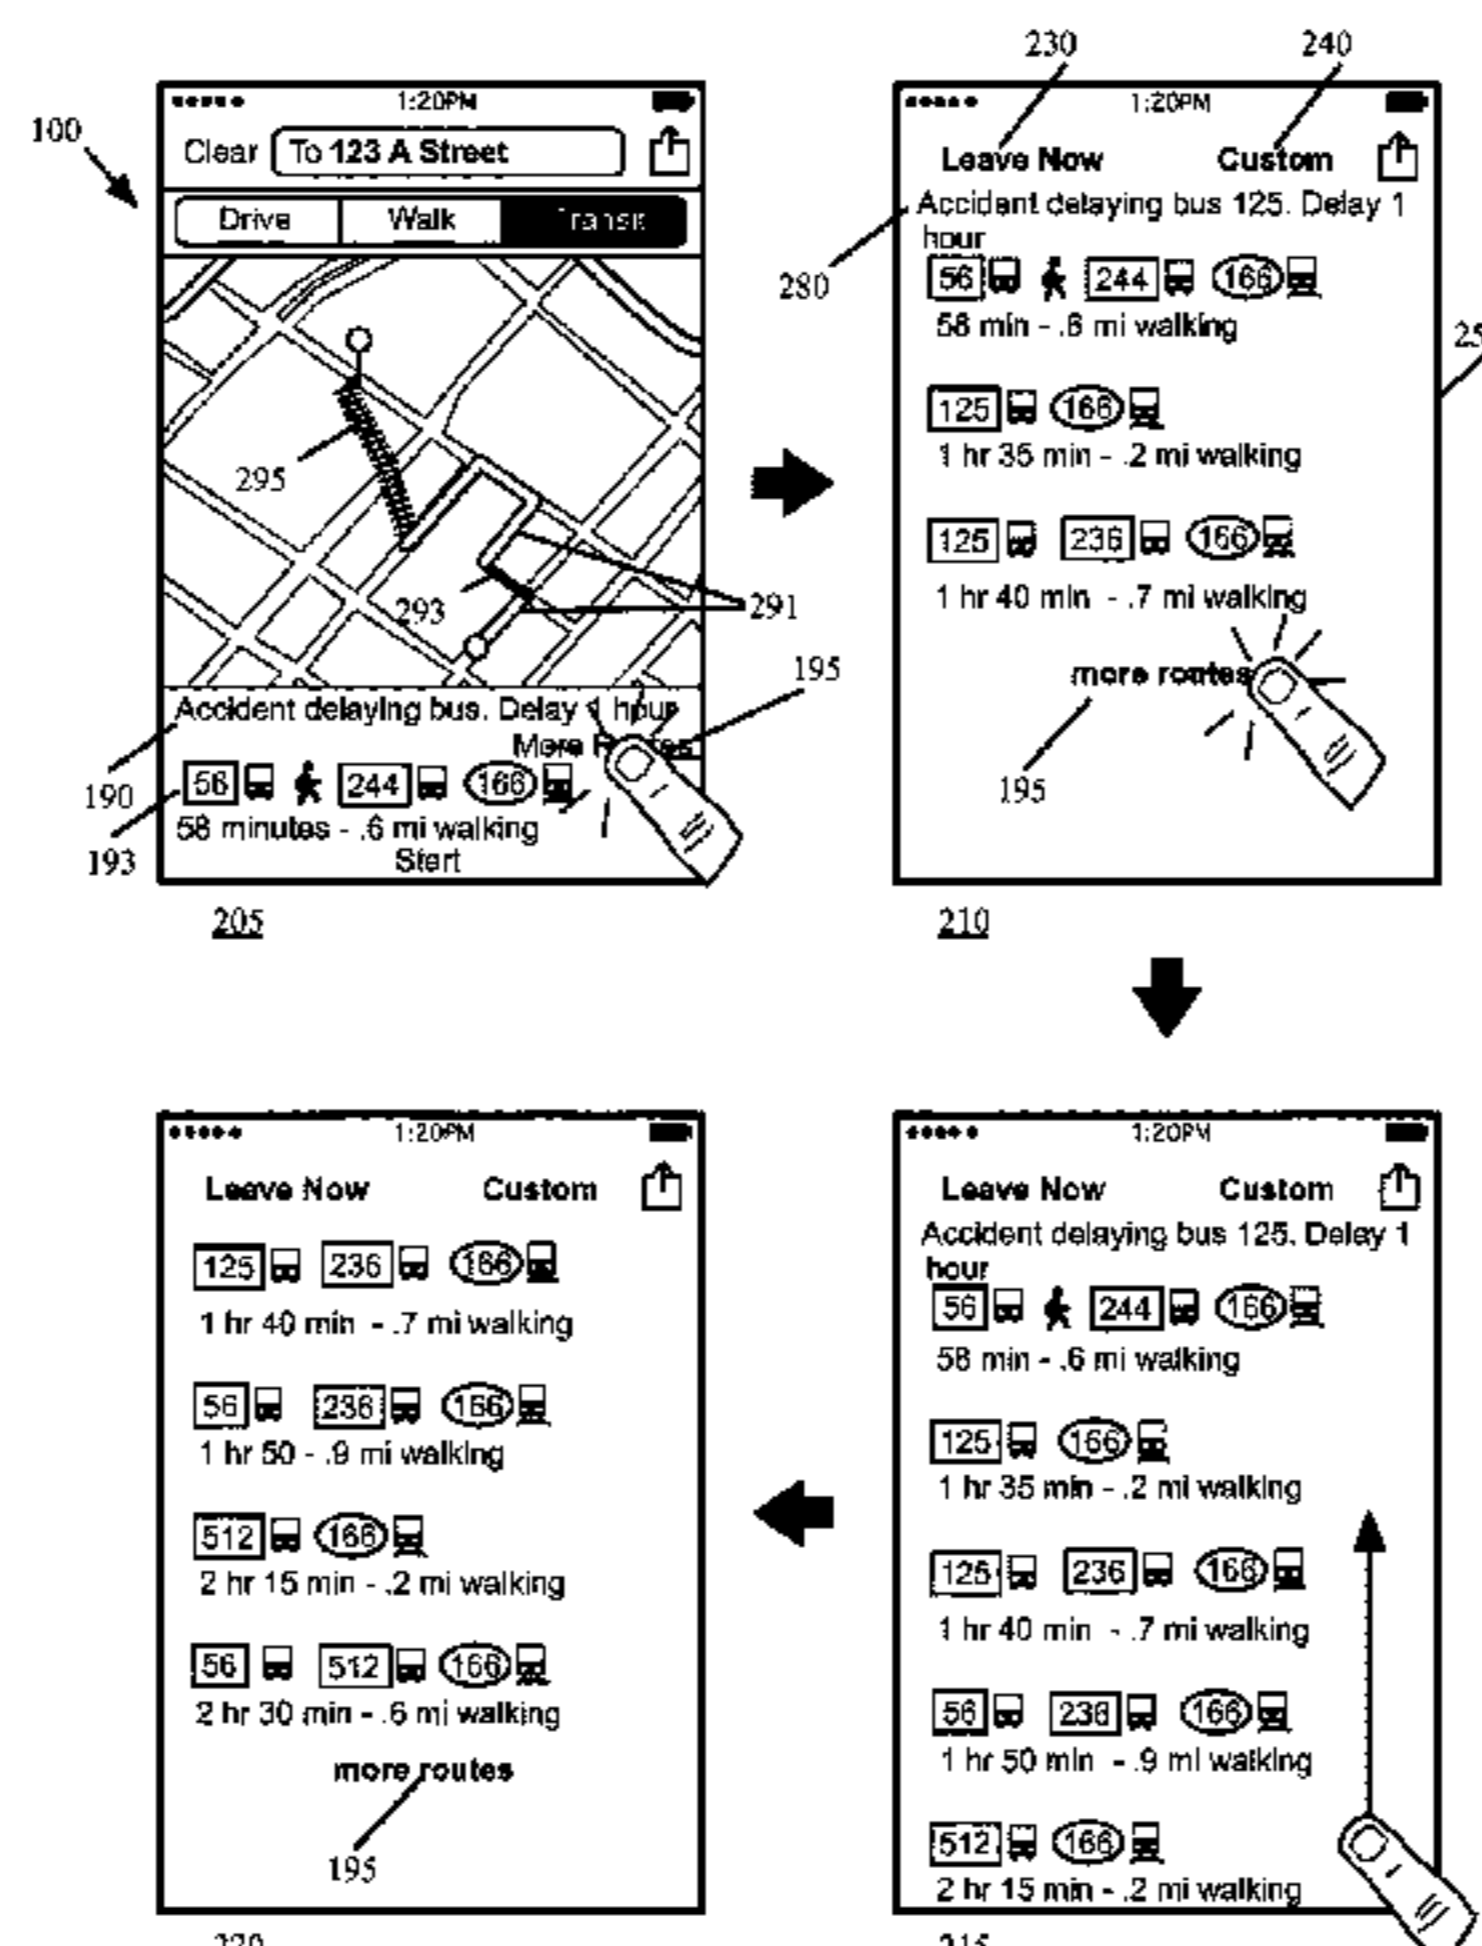 230
240
100
1:20PM
Clear To 123 A Street
Drive Walk Transit
295
293
291
195
Accident delaying bus. Delay 1 hour
More Routes
190
56 244 166
193
58 minutes - .6 mi walking
Start
205
1:20PM
Leave Now Custom
Accident delaying bus 125. Delay 1
hour
280
56 244 166
58 min - .6 mi walking
25
125 166
1 hr 35 min - .2 mi walking
125 236 166
1 hr 40 min - .7 mi walking
more routes
195
210
1:20PM
Leave Now Custom
125 236 166
1 hr 40 min - .7 mi walking
56 236 166
1 hr 50 - .9 mi walking
512 166
2 hr 15 min - .2 mi walking
56 512 166
2 hr 30 min - .6 mi walking
more routes
195
220
1:20PM
Leave Now Custom
Accident delaying bus 125. Delay 1
hour
56 244 166
58 min - .6 mi walking
125 166
1 hr 35 min - .2 mi walking
125 236 166
1 hr 40 min - .7 mi walking
56 236 166
1 hr 50 min - .9 mi walking
512 166
2 hr 15 min - .2 mi walking
215